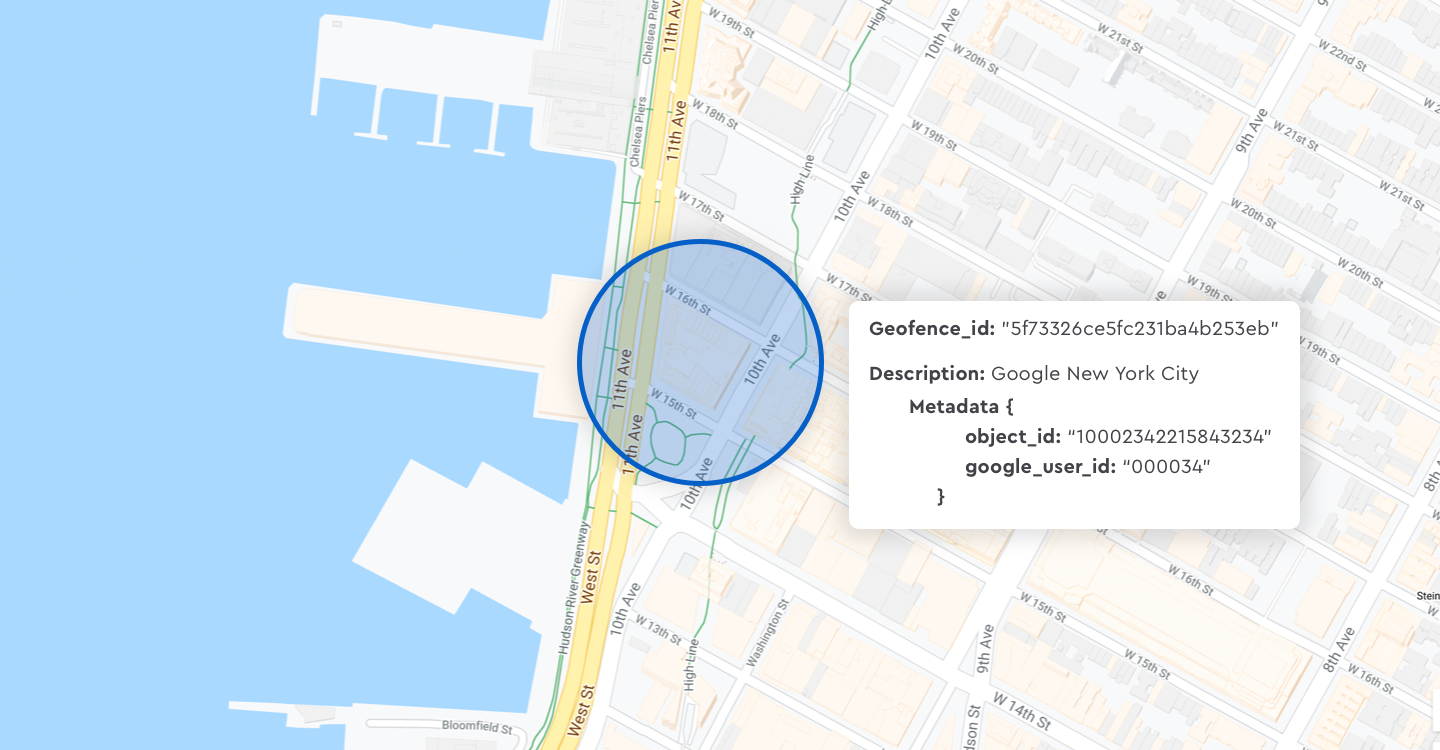 11th Ave
Chelsea Piers
High-Line
10th Ave
W 19th St
W 21st St
W 22nd St
W 20th St
Chelsea Piers
11th Ave
W 18th St
W 19th St
9th Ave
W 21st St
High-Line
10th Ave
W 21st St
W 17th St
W 18th St
W 20th St
W 20th St
W 17th St
W 19th St
W 16th St
Geofence_id: "5f73326ce5fc231ba4b253eb"
W 19th St
10th Ave
11th Ave
Description: Google New York City
Metadata {
W 15th St
object_id: "10002342215843234"
11th Ave
google_user_id: "000034"
10th Ave
}
8th
Hudson River Greenway
West St
W 16th St
Stein
10th Ave
W 15th St
W 13th St
Washington St
9th Ave
8th Ave
High-Line
W 15th St
W 16th St
West St
W 14th St
Bloomfield St
dson St